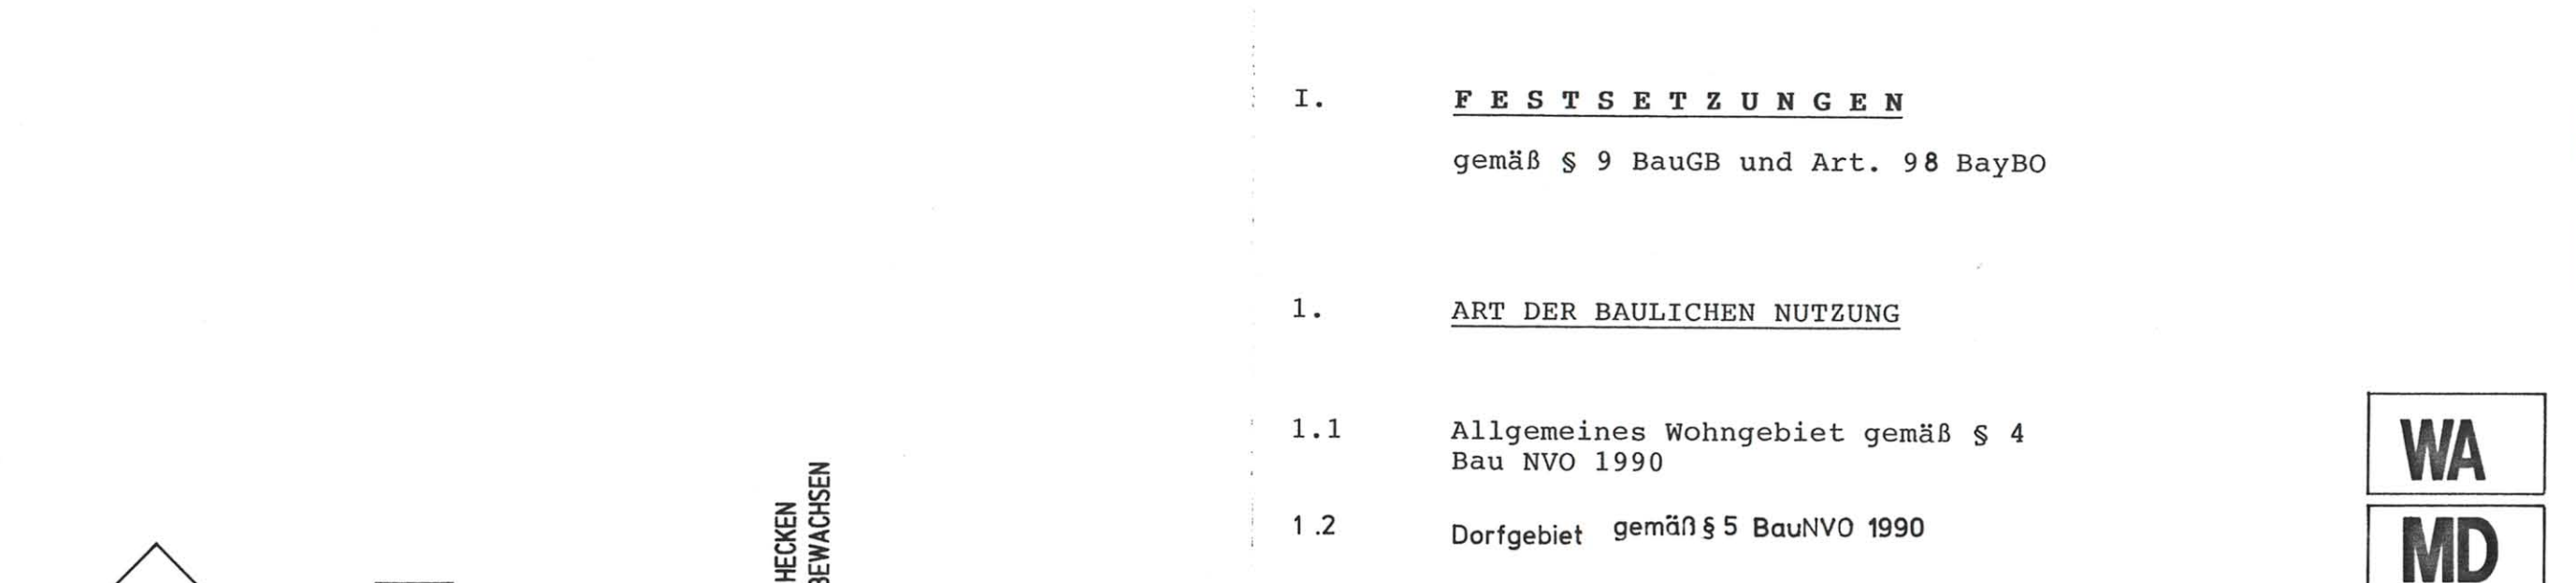 HECKEN
BEWACHSEN
I. FESTSETZUNGEN
gemäß § 9 BauGB und Art. 98 BayBO
1. ART DER BAULICHEN NUTZUNG
1.1 Allgemeines Wohngebiet gemäß § 4
Bau NVO 1990
WA
1.2 Dorfgebiet gemäß § 5 BauNVO 1990
MD